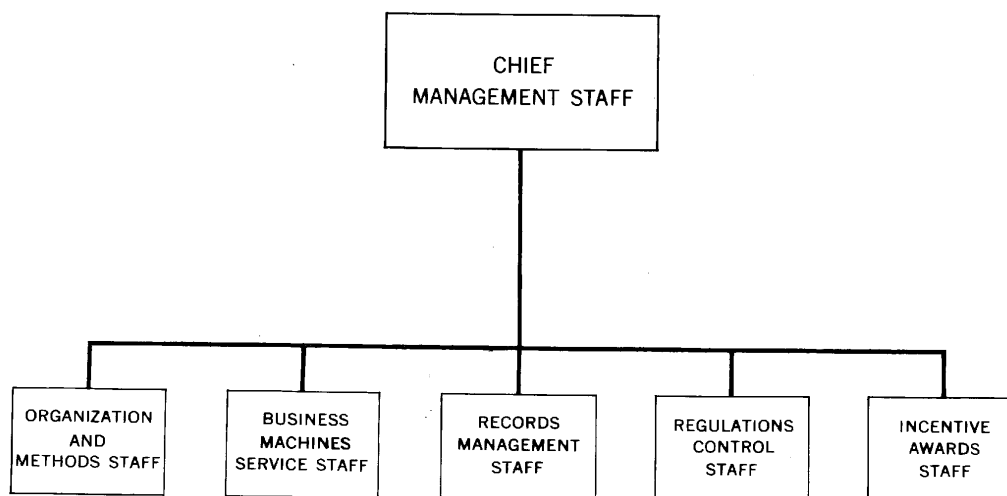 CHIEF
MANAGEMENT STAFF
ORGANIZATION
AND
METHODS STAFF
BUSINESS
MACHINES
SERVICE STAFF
RECORDS
MANAGEMENT
STAFF
REGULATIONS
CONTROL
STAFF
INCENTIVE
AWARDS
STAFF